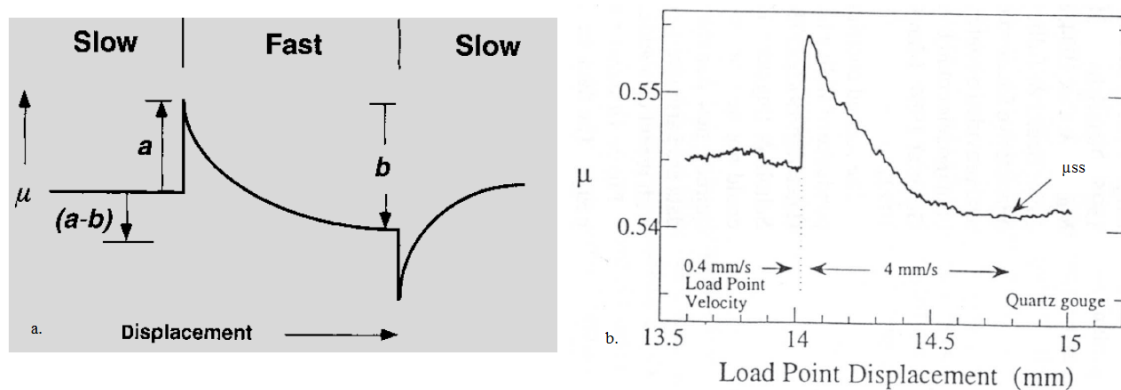 Slow
Fast
Slow
a
b
μ
(a-b)
a.
Displacement
0.55
μ
μss
0.54
0.4 mm/s
4 mm/s
Load Point
Velocity
Quartz gouge
b.
13.5
14
14.5
15
Load Point Displacement (mm)